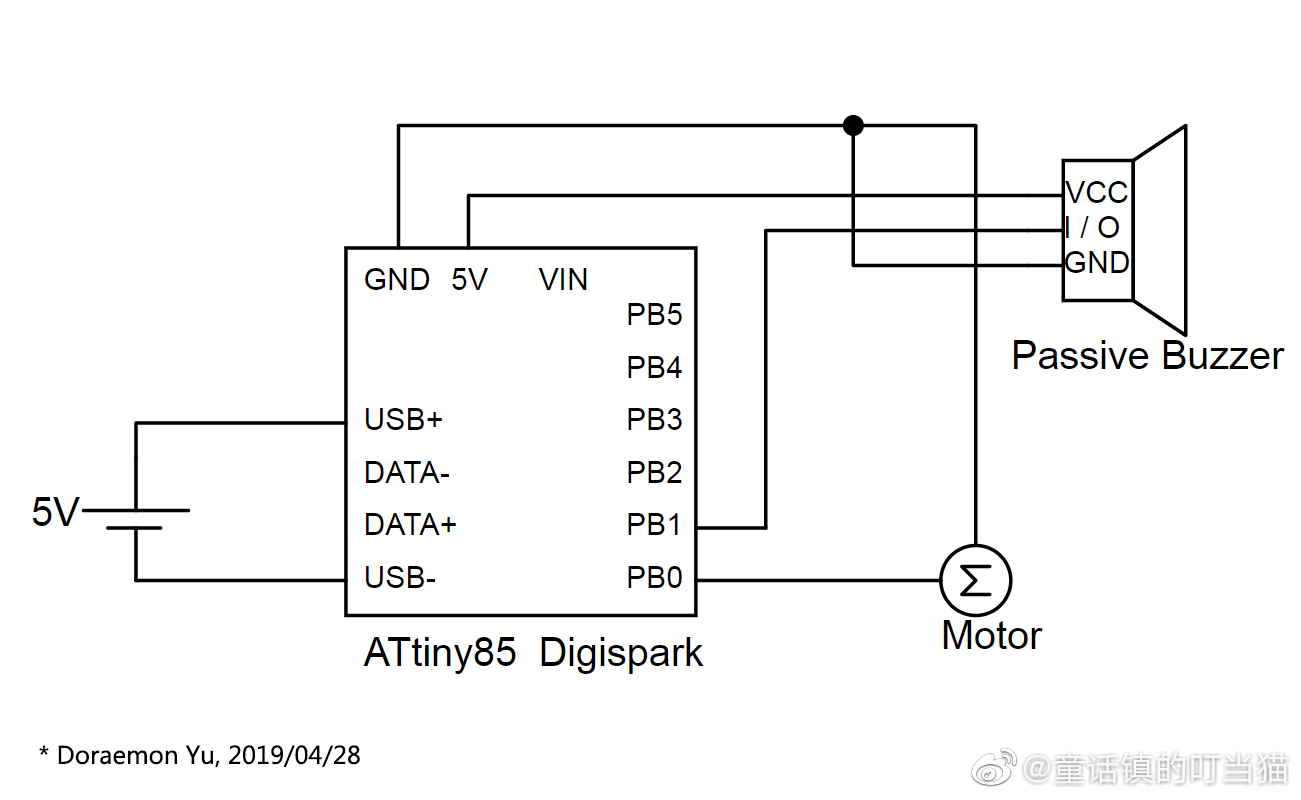 VCC
I / O
GND
Passive Buzzer
GND 5V VIN
PB5
PB4
USB+ PB3
DATA- PB2
DATA+ PB1
USB- PB0
5V
Σ
Motor
ATtiny85 Digispark
* Doraemon Yu, 2019/04/28
@童话镇的叮当猫